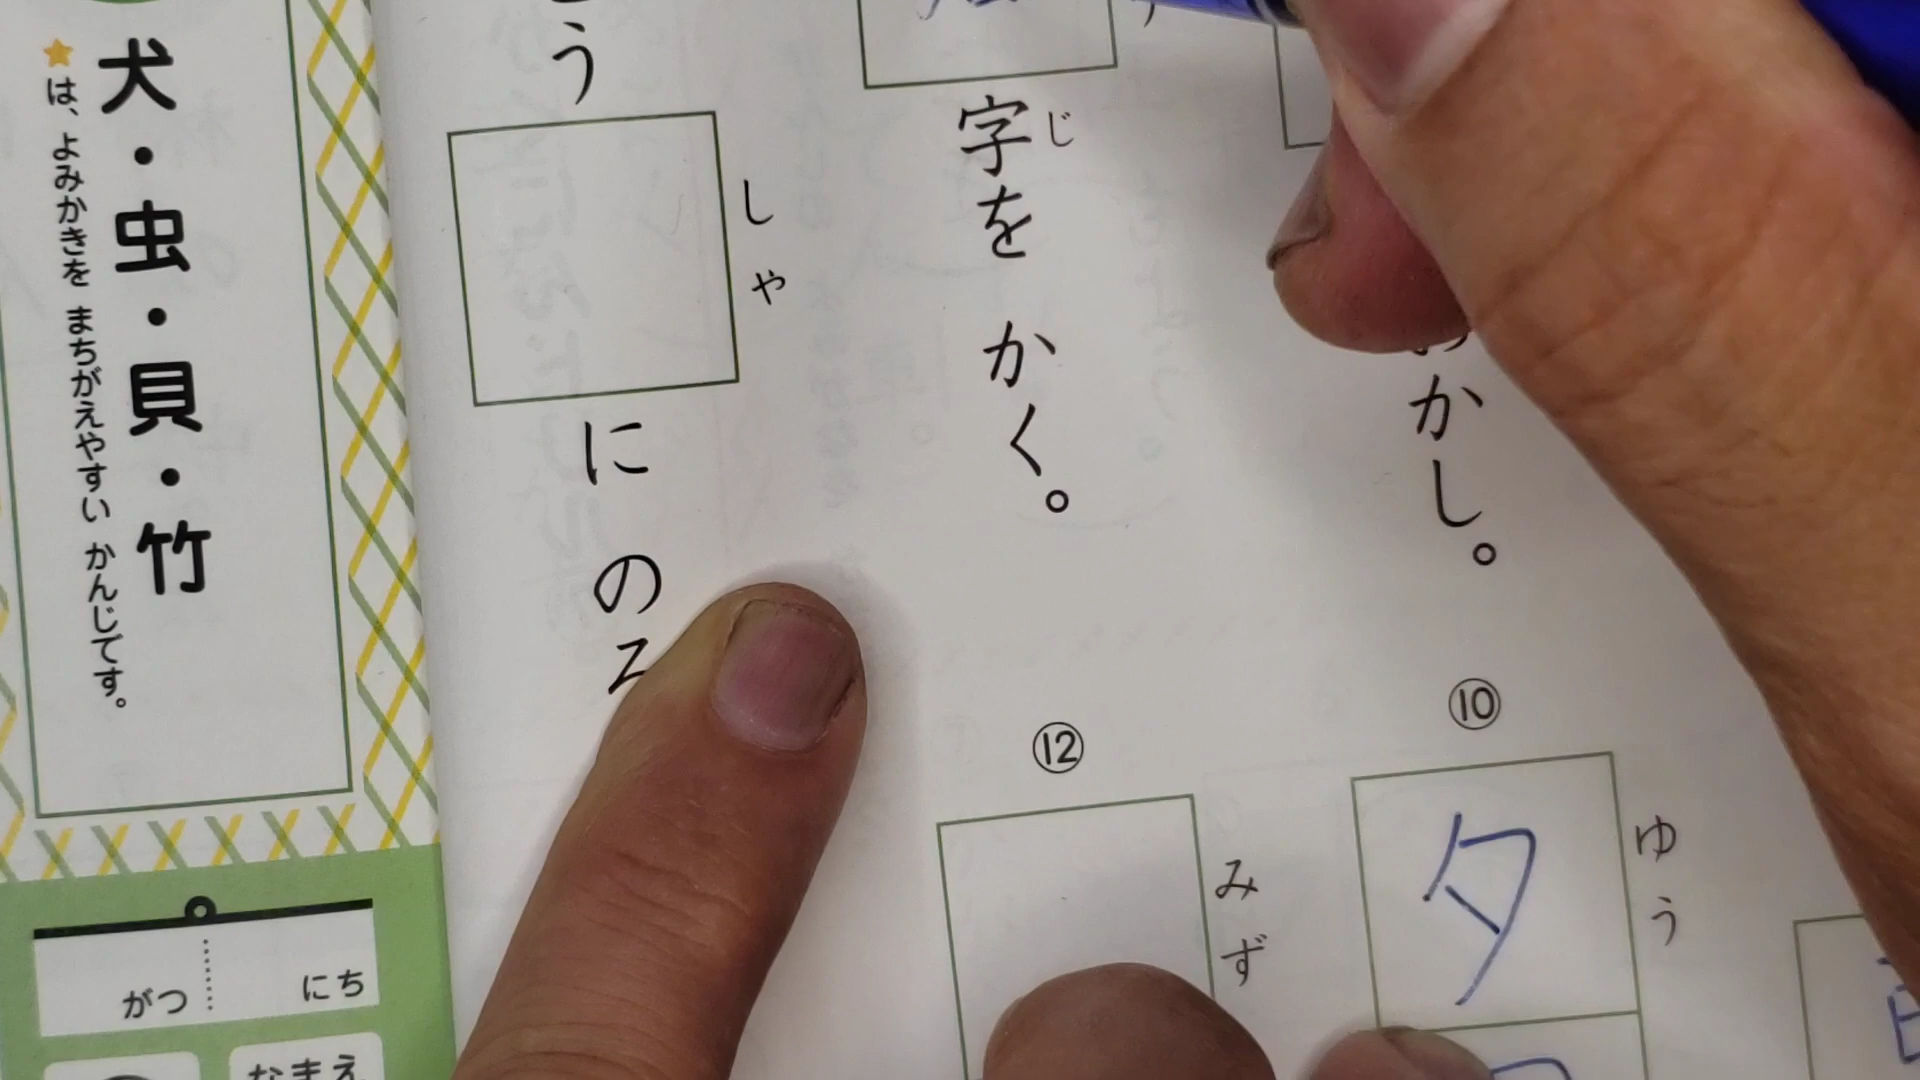 かし。
⑩
ゆう
夕
字を かく。
じ
⑫
みず
う
しゃ
に の
犬・虫・貝・竹
★は、よみかきを まちがえやすい かんじです。
がつ
にち
なまえ